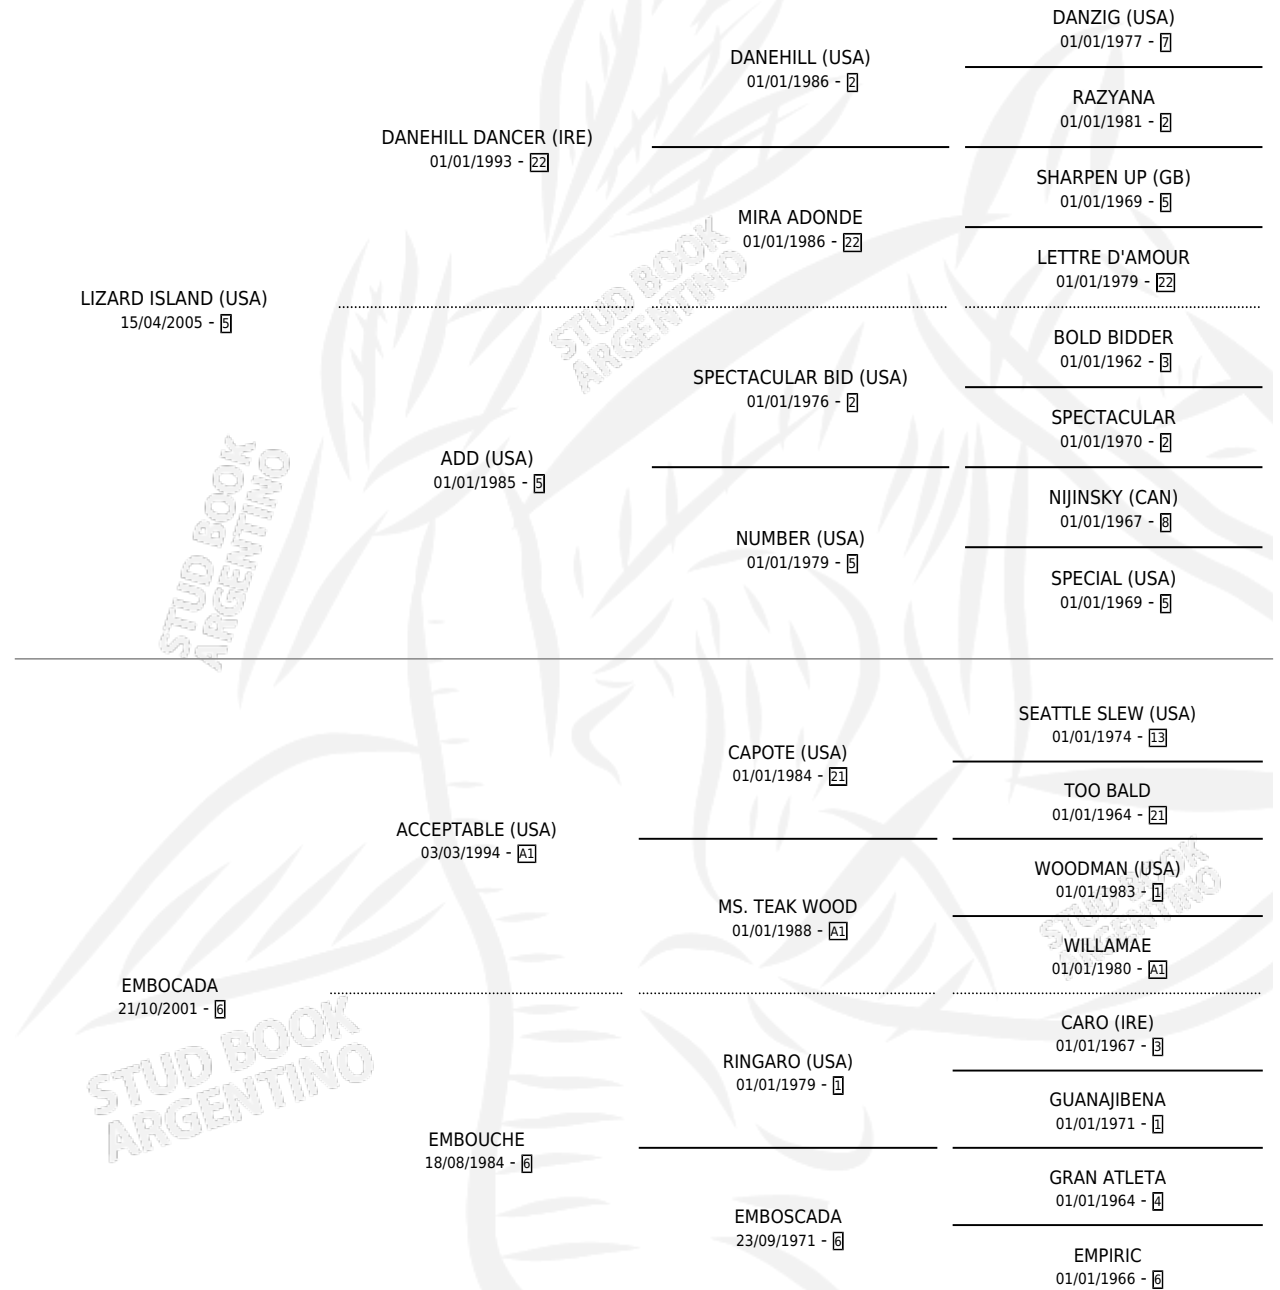 DANZIG (USA)
01/01/1977 - 7
DANEHILL (USA)
01/01/1986 - 2
RAZYANA
01/01/1981 - 2
DANEHILL DANCER (IRE)
01/01/1993 - 22
SHARPEN UP (GB)
01/01/1969 - 5
MIRA ADONDE
01/01/1986 - 22
LETTRE D'AMOUR
01/01/1979 - 22
LIZARD ISLAND (USA)
15/04/2005 - 5
BOLD BIDDER
01/01/1962 - 3
SPECTACULAR BID (USA)
01/01/1976 - 2
SPECTACULAR
01/01/1970 - 2
ADD (USA)
01/01/1985 - 5
NIJINSKY (CAN)
01/01/1967 - 8
NUMBER (USA)
01/01/1979 - 5
SPECIAL (USA)
01/01/1969 - 5
SEATTLE SLEW (USA)
01/01/1974 - 13
CAPOTE (USA)
01/01/1984 - 21
TOO BALD
01/01/1964 - 21
ACCEPTABLE (USA)
03/03/1994 - A1
WOODMAN (USA)
01/01/1983 - 1
MS. TEAK WOOD
01/01/1988 - A1
WILLAMAE
01/01/1980 - A1
EMBOCADA
21/10/2001 - 6
CARO (IRE)
01/01/1967 - 3
RINGARO (USA)
01/01/1979 - 1
GUANAJIBENA
01/01/1971 - 1
EMBOUCHE
18/08/1984 - 6
GRAN ATLETA
01/01/1964 - 4
EMBOSCADA
23/09/1971 - 6
EMPIRIC
01/01/1966 - 6
STUD BOOK
ARGENTINO
STUD BOOK
ARGENTINO
STUD BOOK
ARGENTINO
STUD BOOK
ARGENTINO